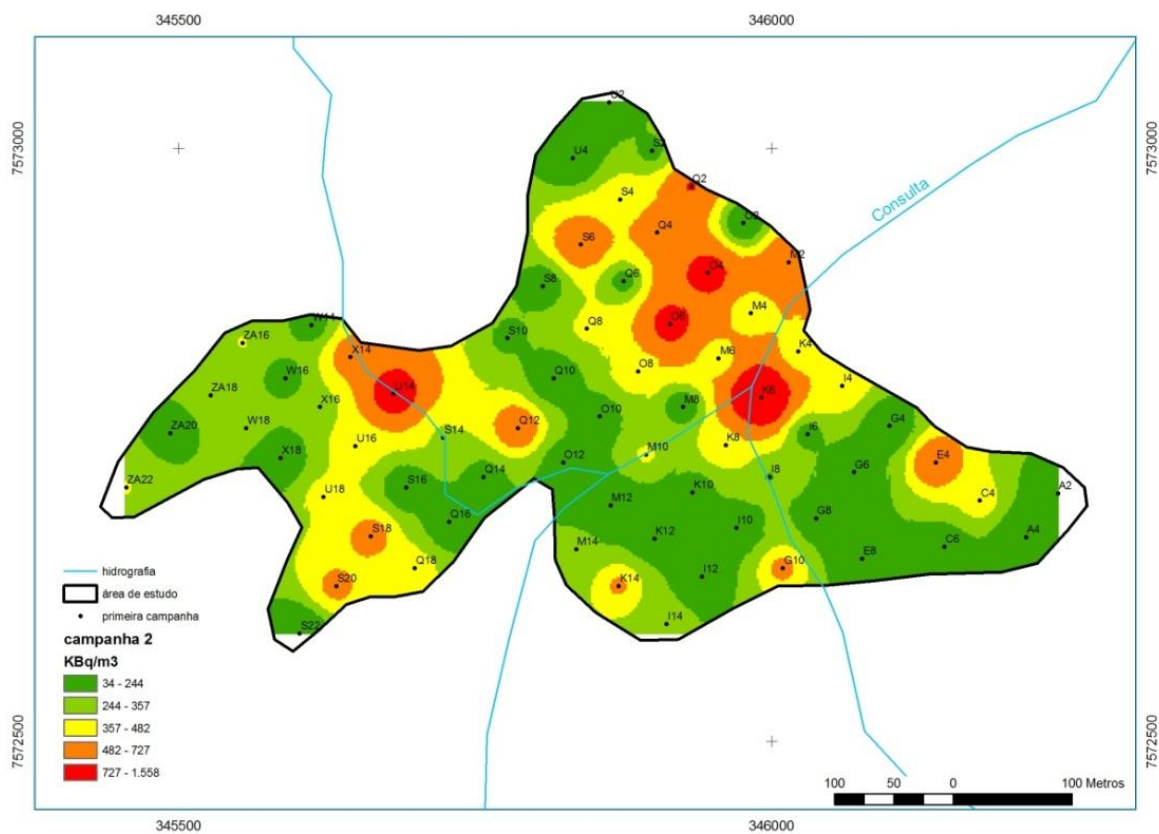 345500 346000
7573000 7573000
Consulta
U2
S2
U4
Q2
S4
O2
Q4
S6
M2
O4
Q6
S8
M4
O6
Q8
W14
S10
ZA16
K4
X14
M6
O8
W16
Q10
I4
U14
K6
ZA18
X16
M8
O10
G4
W18
Q12
ZA20
S14
I6
U16
K8
M10
X18
O12
E4
G6
Q14
I8
ZA22
S16
K10
A2
U18
C4
M12
G8
Q16
I10
S18
K12
A4
C6
M14
E8
Q18
G10
I12
S20
K14
I14
S22
hidrografia
área de estudo
primeira campanha
campanha 2
KBq/m3
34 - 244
244 - 357
357 - 482
482 - 727
727 - 1.558
7572500 7572500
100 50 0 100 Metros
345500 346000